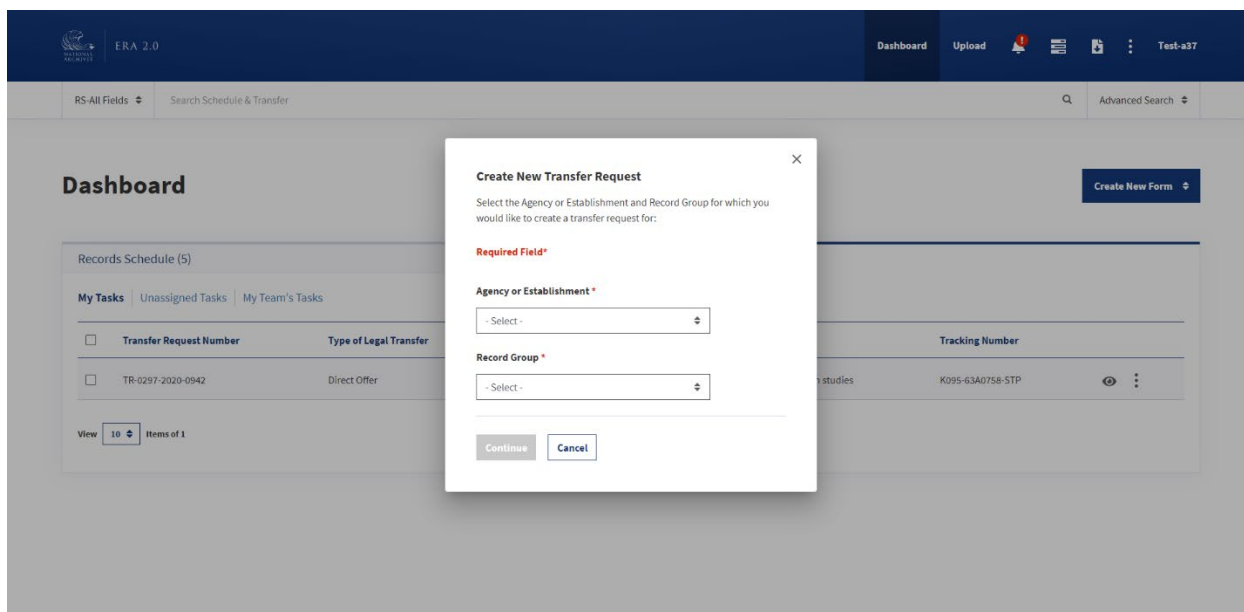 NATIONAL
ARCHIVES
ERA 2.0
Dashboard
Upload
!
Test-a37
RS-All Fields
Search Schedule & Transfer
Advanced Search
Dashboard
Create New Form
Create New Transfer Request
Select the Agency or Establishment and Record Group for which you
would like to create a transfer request for:
Required Field*
Agency or Establishment *
- Select -
Record Group *
- Select -
Continue
Cancel
Records Schedule (5)
My Tasks | Unassigned Tasks | My Team's Tasks
Transfer Request Number Type of Legal Transfer Tracking Number
TR-0297-2020-0942 Direct Offer studies K095-63A0758-STP
View 10 Items of 1